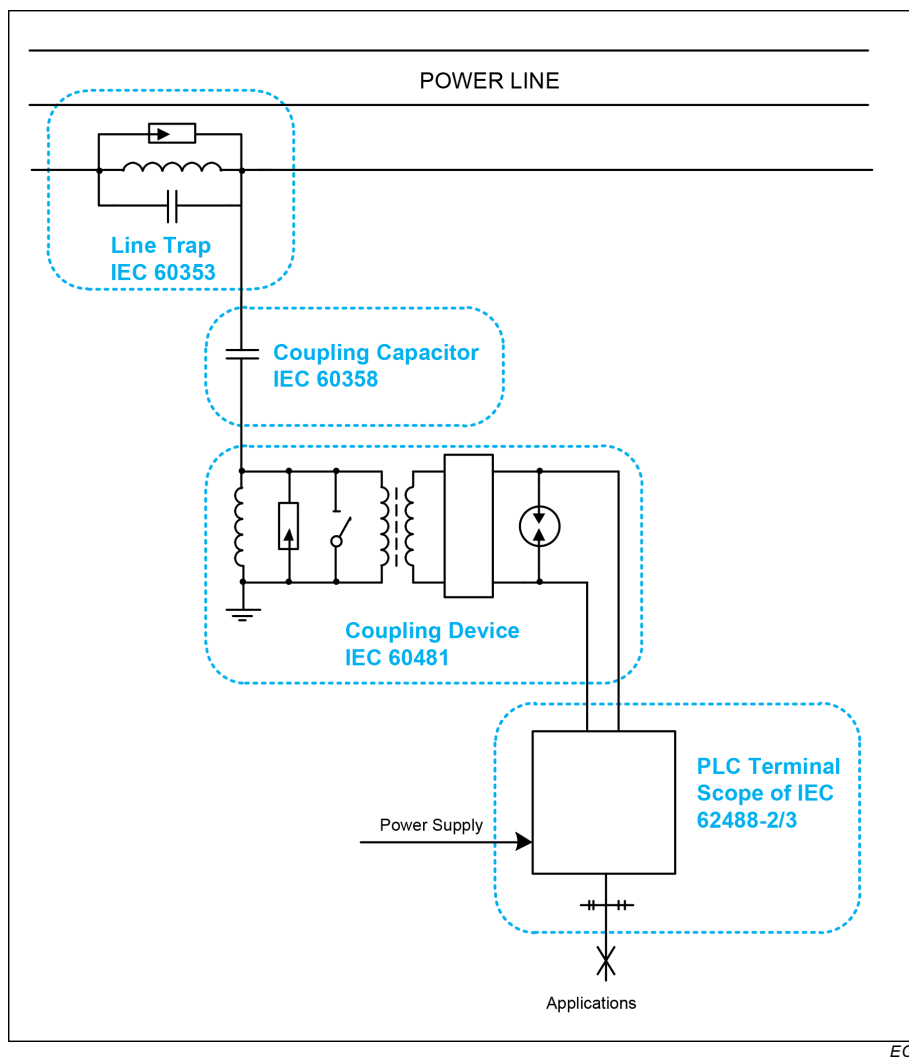 POWER LINE
Line Trap
IEC 60353
Coupling Capacitor
IEC 60358
Coupling Device
IEC 60481
PLC Terminal
Scope of IEC
62488-2/3
Power Supply
Applications